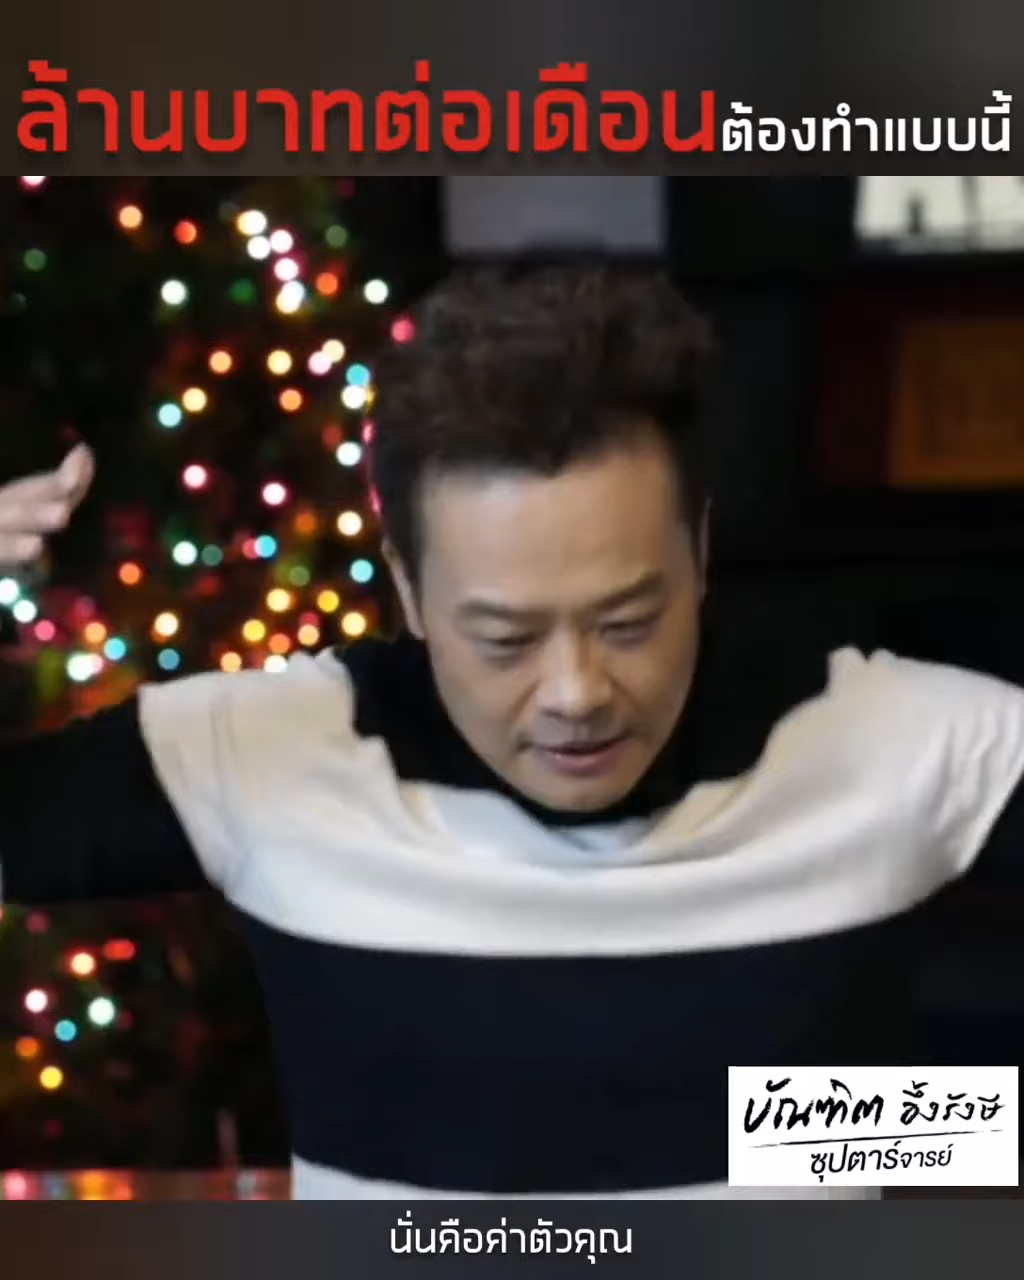 ล้านบาทต่อเดือนต้องทำแบบนี้
บัณฑิต อึ้งรังษี
ซุปตาร์จารย์
นั่นคือค่าตัวคุณ